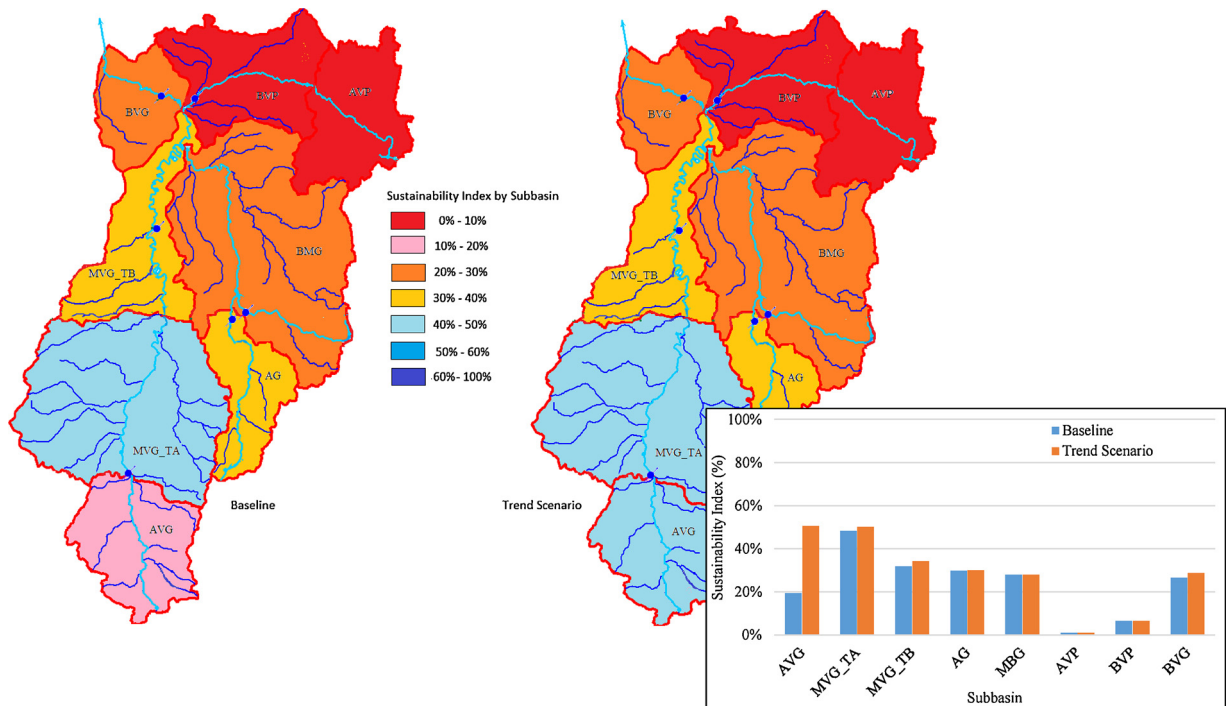 BVG
BVP
AVP
BMG
MVG_TB
AG
MVG_TA
AVG
Baseline
Sustainability Index by Subbasin
0% - 10%
10% - 20%
20% - 30%
30% - 40%
40% - 50%
50% - 60%
60% - 100%
BVG
BVP
AVP
BMG
MVG_TB
AG
MVG_TA
AVG
Trend Scenario
Baseline
Trend Scenario
Sustainability Index (%)
100%
80%
60%
40%
20%
0%
AVG
MVG_TA
MVG_TB
AG
MBG
AVP
BVP
BVG
Subbasin